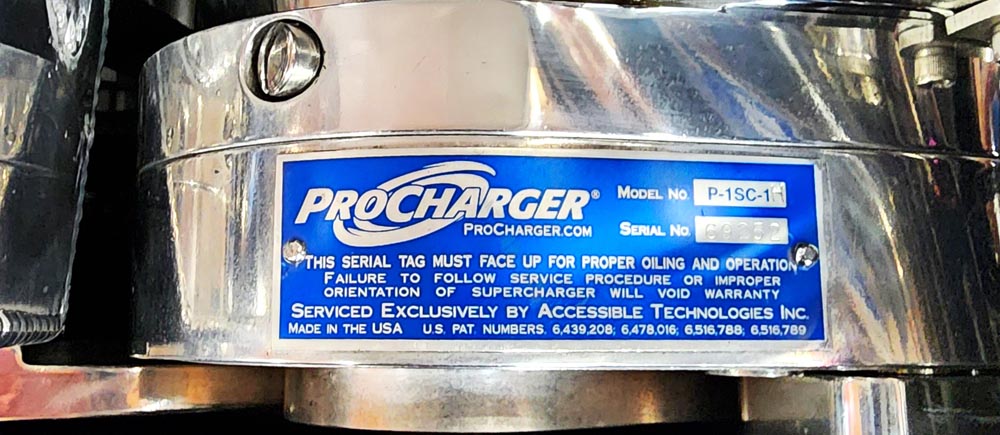 PROCHARGER®
PROCHARGER.COM
MODEL NO. P-1SC-1
SERIAL NO.
THIS SERIAL TAG MUST FACE UP FOR PROPER OILING AND OPERATION
FAILURE TO FOLLOW SERVICE PROCEDURE OR IMPROPER
ORIENTATION OF SUPERCHARGER WILL VOID WARRANTY
SERVICED EXCLUSIVELY BY ACCESSIBLE TECHNOLOGIES INC.
MADE IN THE USA U.S. PAT. NUMBERS. 6,439,208; 6,478,016; 6,516,788; 6,516,789